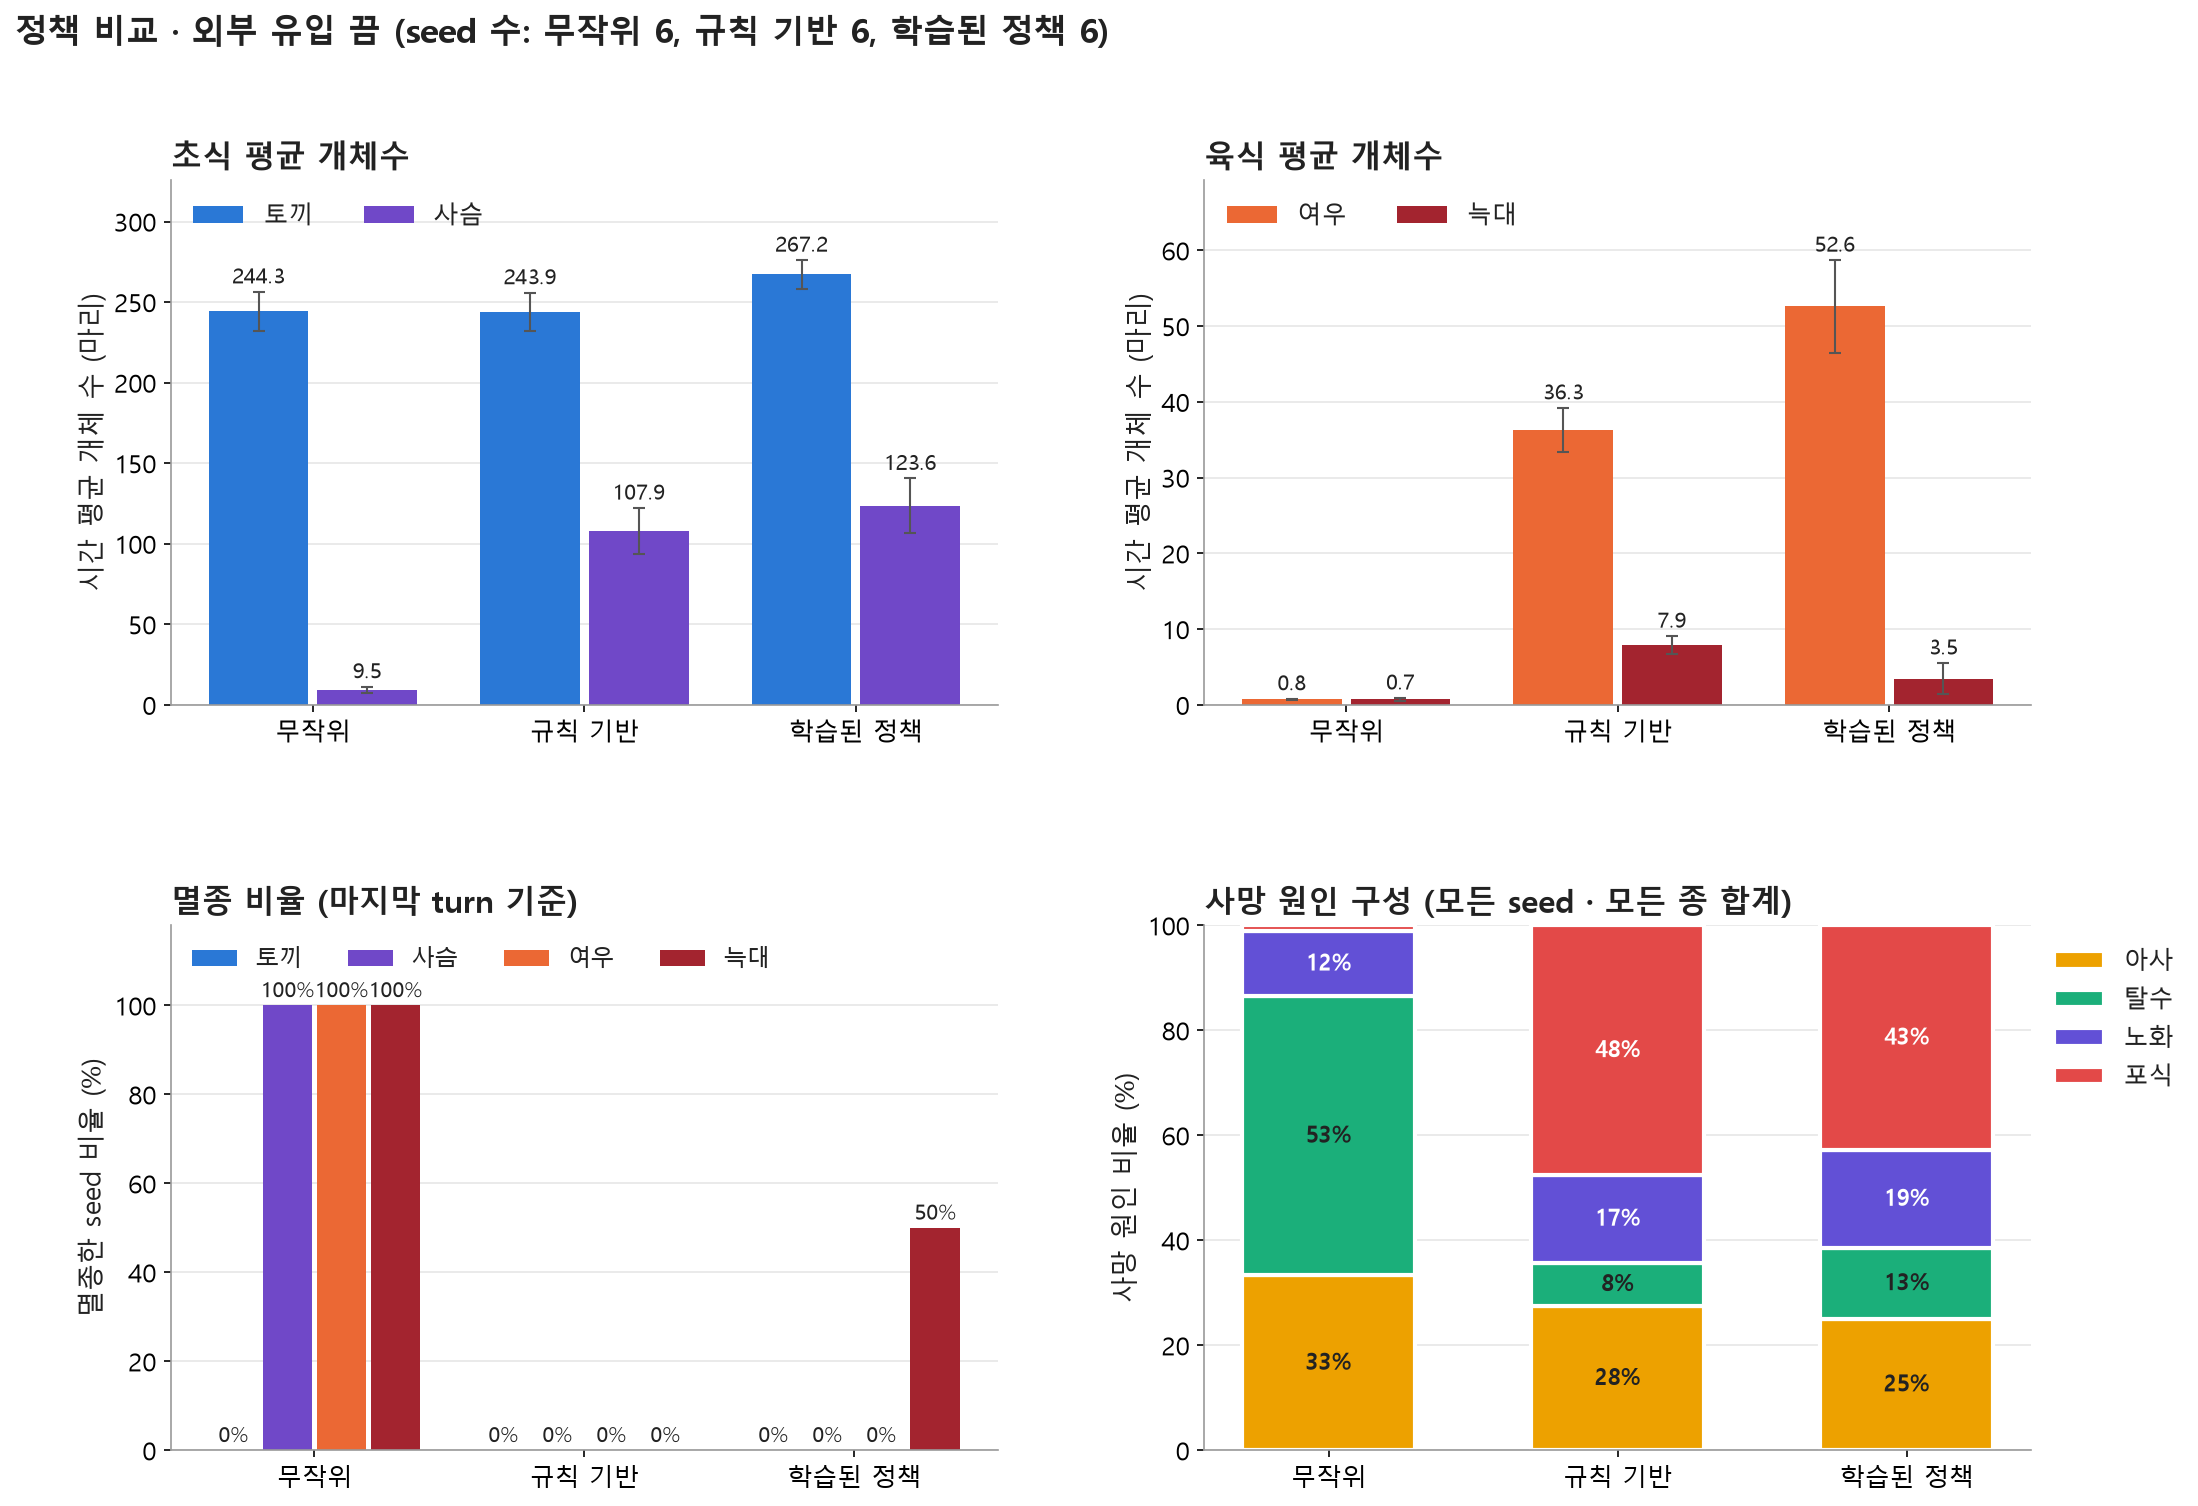 정책 비교 · 외부 유입 끔 (seed 수: 무작위 6, 규칙 기반 6, 학습된 정책 6)
초식 평균 개체수
토끼 사슴
시간 평균 개체 수 (마리)
300
250
200
150
100
50
0
244.3
9.5
243.9
107.9
267.2
123.6
무작위 규칙 기반 학습된 정책
육식 평균 개체수
여우 늑대
시간 평균 개체 수 (마리)
60
50
40
30
20
10
0
0.8
0.7
36.3
7.9
52.6
3.5
무작위 규칙 기반 학습된 정책
멸종 비율 (마지막 turn 기준)
토끼 사슴 여우 늑대
멸종한 seed 비율 (%)
100
80
60
40
20
0
0% 100% 100% 100%
0% 0% 0% 0%
0% 0% 0% 50%
무작위 규칙 기반 학습된 정책
사망 원인 구성 (모든 seed · 모든 종 합계)
사망 원인 비율 (%)
100
80
60
40
20
0
12%
53%
33%
48%
17%
8%
28%
43%
19%
13%
25%
무작위 규칙 기반 학습된 정책
아사
탈수
노화
포식